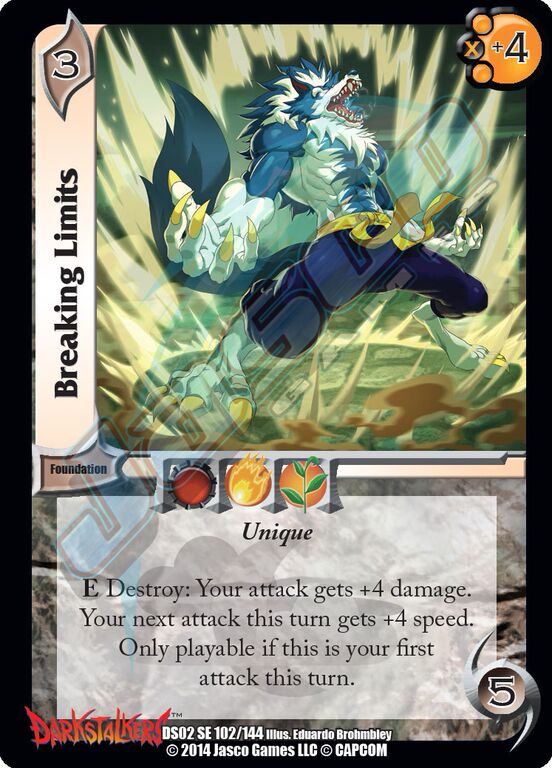 3
X +4
Breaking Limits
Foundation
Unique
E Destroy: Your attack gets +4 damage.
Your next attack this turn gets +4 speed.
Only playable if this is your first
attack this turn.
5
DARKSTALKERS™
DS02 SE 102/144 Illus. Eduardo Brohmbley
© 2014 Jasco Games LLC © CAPCOM